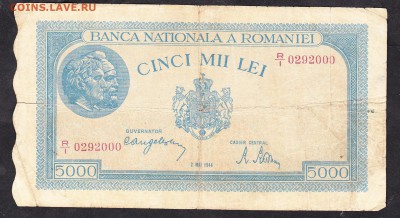 COINS.LAVE.RU
BANCA NATIONALA A ROMANIEI
CINCI MII LEI
R/1 0292000
GUVERNATOR
CASIER CENTRAL
R/1 0292000
2 MAI 1944
5000
5000